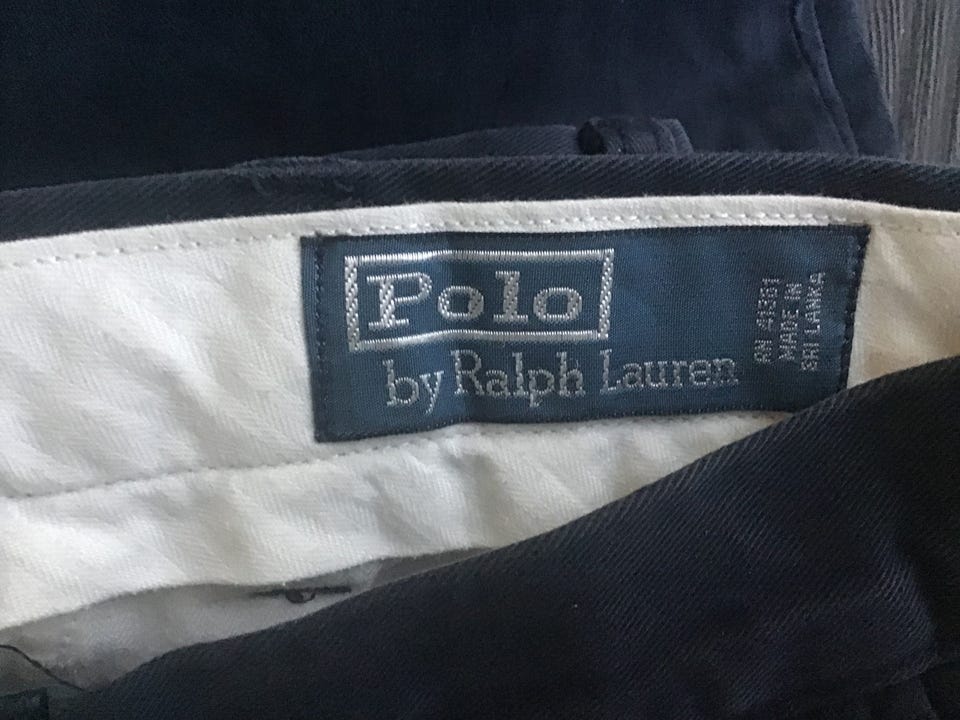 Polo
by Ralph Lauren
RN 41381
MADE IN
SRI LANKA